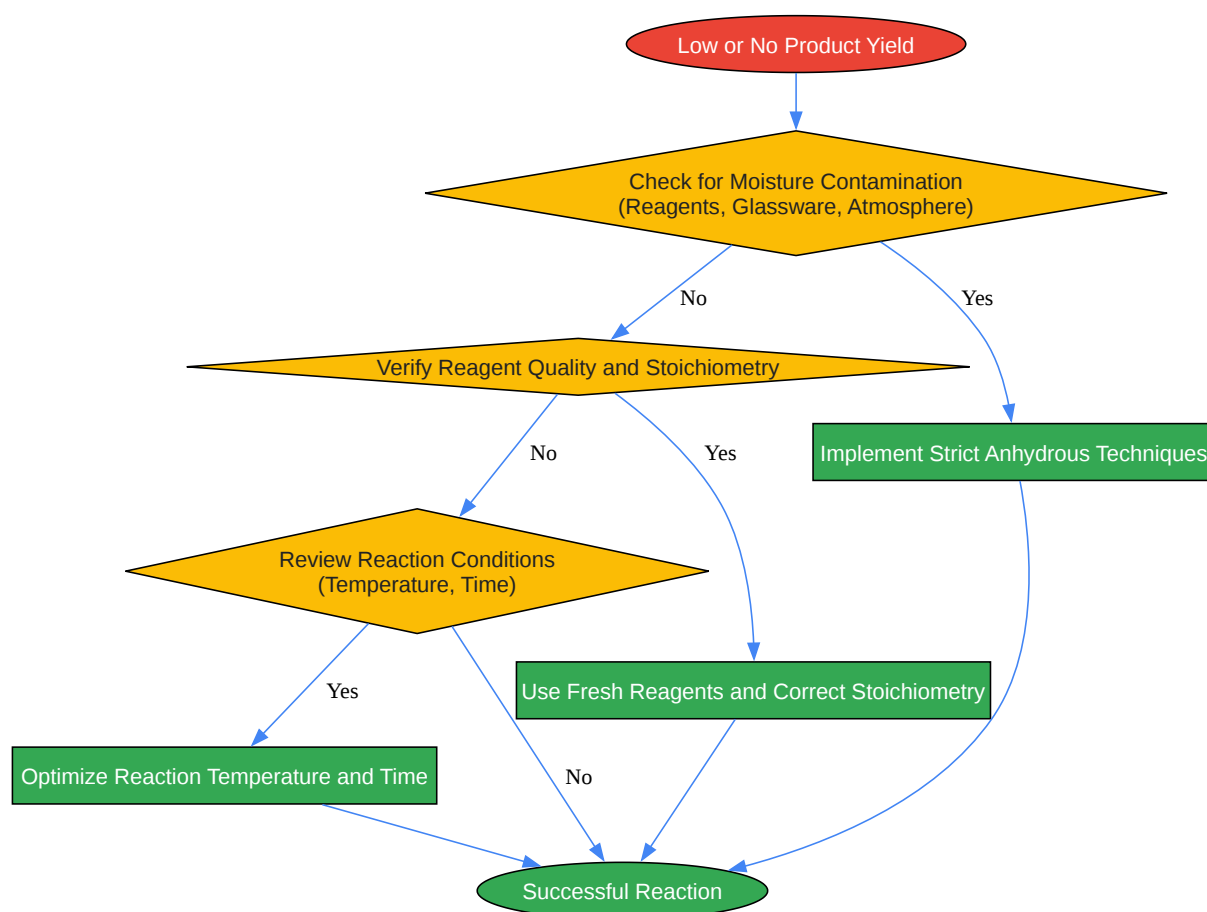 Low or No Product Yield
Check for Moisture Contamination
(Reagents, Glassware, Atmosphere)
No
Yes
Verify Reagent Quality and Stoichiometry
No
Yes
Implement Strict Anhydrous Techniques
Review Reaction Conditions
(Temperature, Time)
Yes
Use Fresh Reagents and Correct Stoichiometry
Optimize Reaction Temperature and Time
No
Successful Reaction